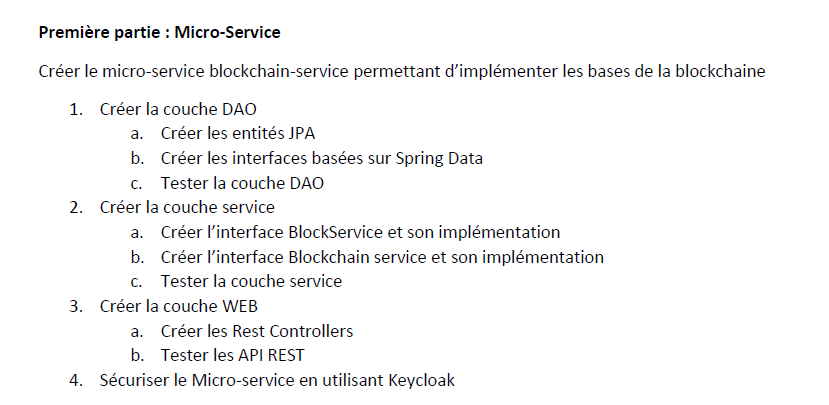 Première partie : Micro-Service
Créer le micro-service blockchain-service permettant d’implémenter les bases de la blockchaine
1. Créer la couche DAO
a. Créer les entités JPA
b. Créer les interfaces basées sur Spring Data
c. Tester la couche DAO
2. Créer la couche service
a. Créer l’interface BlockService et son implémentation
b. Créer l’interface Blockchain service et son implémentation
c. Tester la couche service
3. Créer la couche WEB
a. Créer les Rest Controllers
b. Tester les API REST
4. Sécuriser le Micro-service en utilisant Keycloak